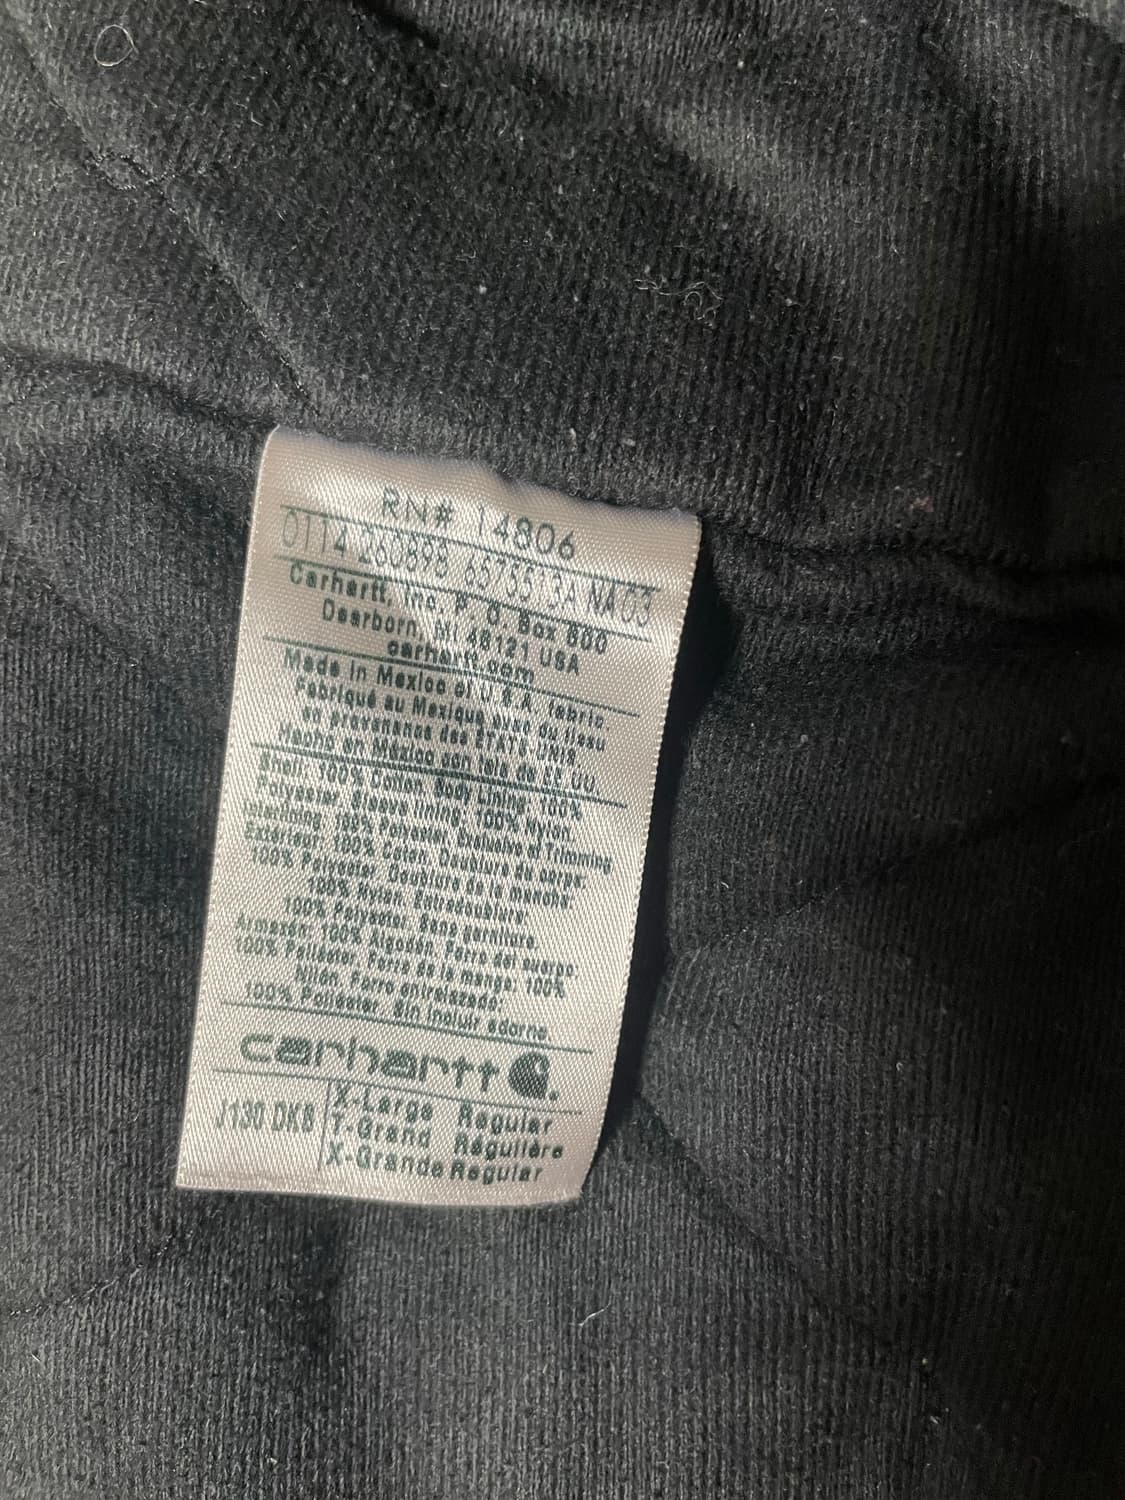 RN# 14806
0114 260898 6575513A NA 03
Carhartt, Inc. P. O. Box 600
Dearborn, MI 48121 USA
carhartt.com
Made in Mexico of U.S.A. fabric
Fabriqué au Mexique avec du tissu
en provenance des ÉTATS-UNIS
Hecho en México con tela de EE.UU.
Shell: 100% Cotton, Body Lining: 100%
Polyester, Sleeve lining: 100% Nylon,
Interlining: 100% Polyester, Exclusive of Trimming
Extérieur: 100% Coton, Doublure du corps:
100% Polyester, Doublure de la manche:
100% Nylon, Entredoublure:
100% Polyester, Sans garniture.
Armazón: 100% Algodón, Forro del cuerpo:
100% Poliester, Forro de la manga: 100%
Nilon, Forro entrelazado:
100% Poliester, Sin incluir adorno.
carhartt
J130 DKB
X-Large Regular
T-Grand Régulière
X-Grande Regular